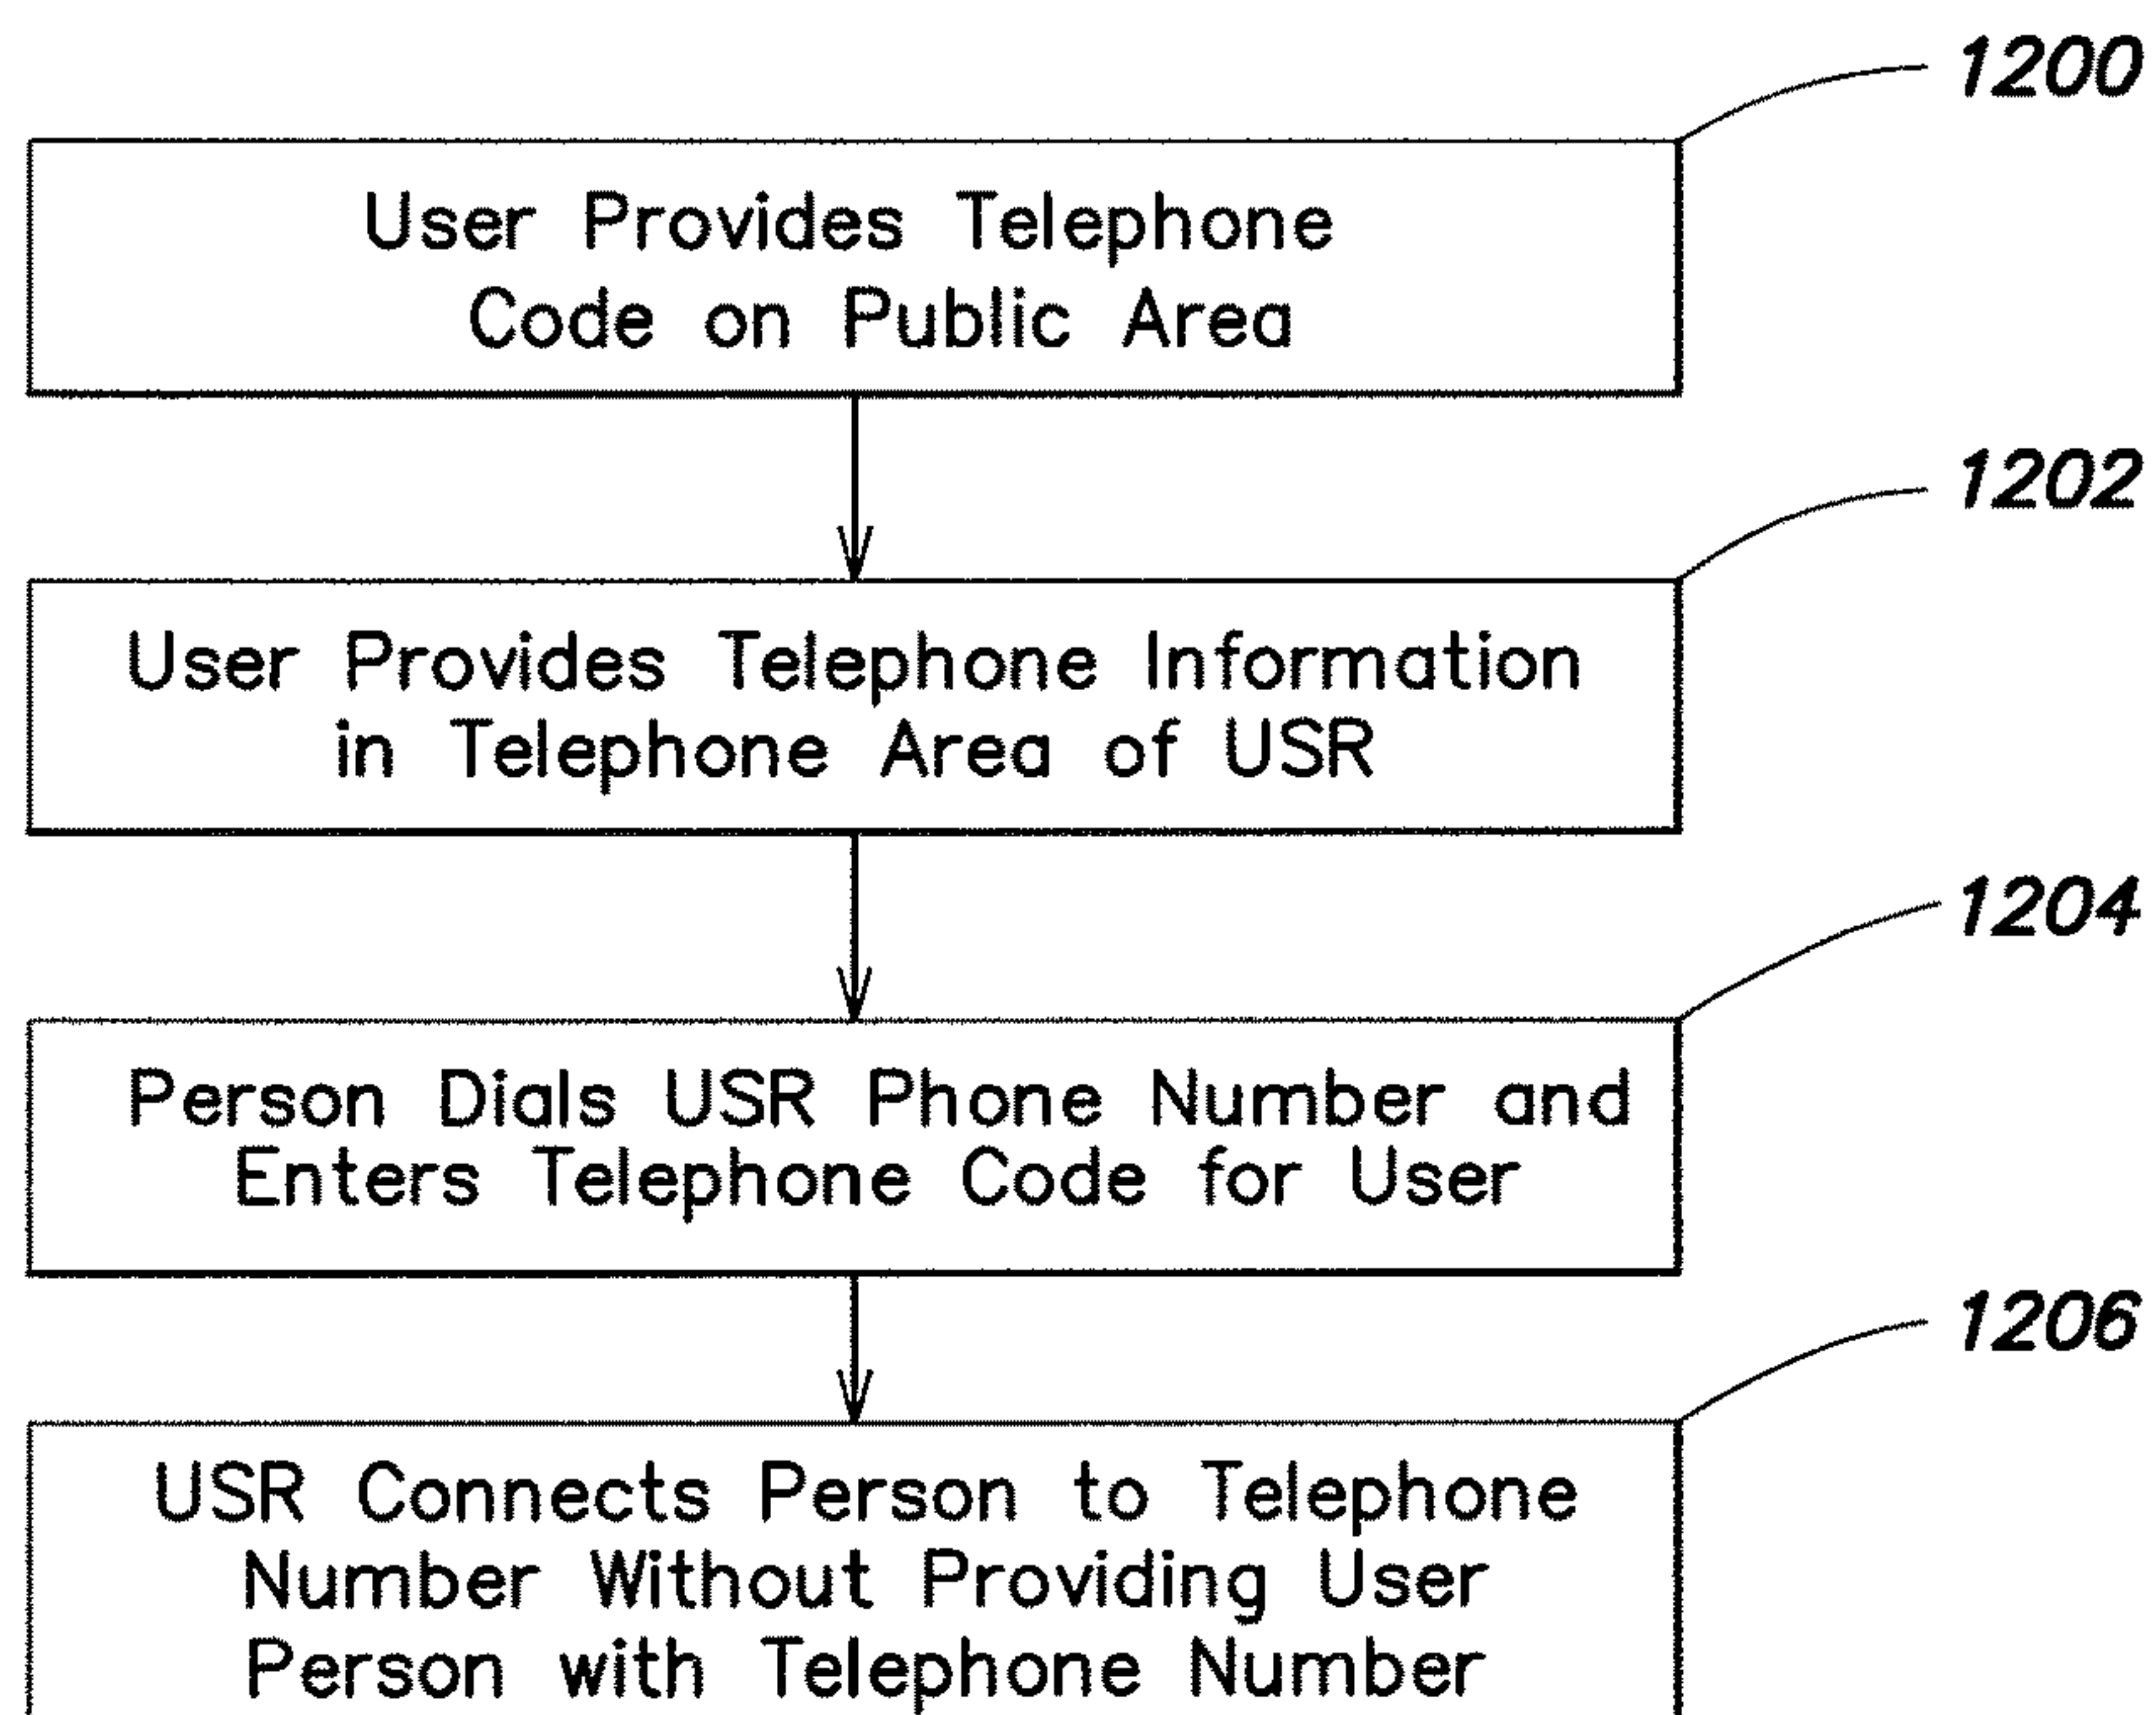 1200
User Provides Telephone
Code on Public Area
1202
User Provides Telephone Information
in Telephone Area of USR
1204
Person Dials USR Phone Number and
Enters Telephone Code for User
1206
USR Connects Person to Telephone
Number Without Providing User
Person with Telephone Number